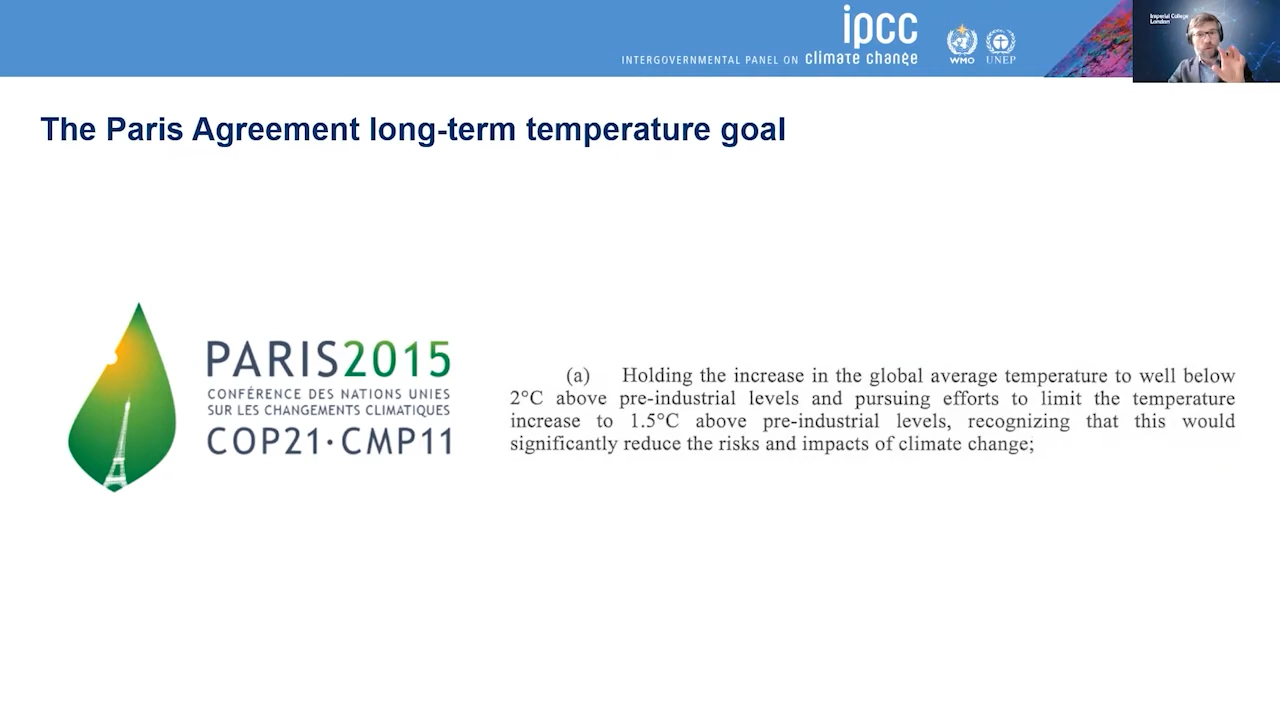 ipcc
INTERGOVERNMENTAL PANEL ON climate change
WMO
UNEP
Imperial College
London
The Paris Agreement long-term temperature goal
PARIS2015
CONFÉRENCE DES NATIONS UNIES
SUR LES CHANGEMENTS CLIMATIQUES
COP21·CMP11
(a) Holding the increase in the global average temperature to well below
2°C above pre-industrial levels and pursuing efforts to limit the temperature
increase to 1.5°C above pre-industrial levels, recognizing that this would
significantly reduce the risks and impacts of climate change;